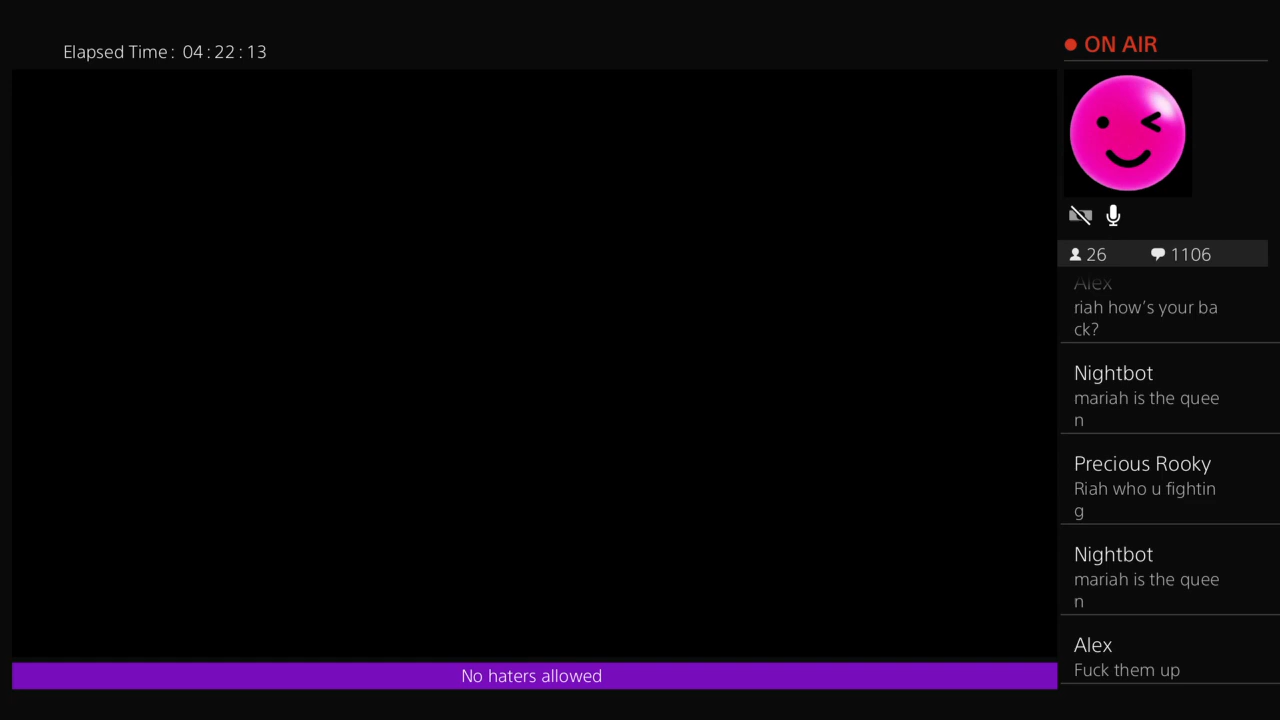 Elapsed Time: 04:22:13
ON AIR
26 1106
Alex
riah how's your ba
ck?
Nightbot
mariah is the quee
n
Precious Rooky
Riah who u fightin
g
Nightbot
mariah is the quee
n
Alex
Fuck them up
No haters allowed